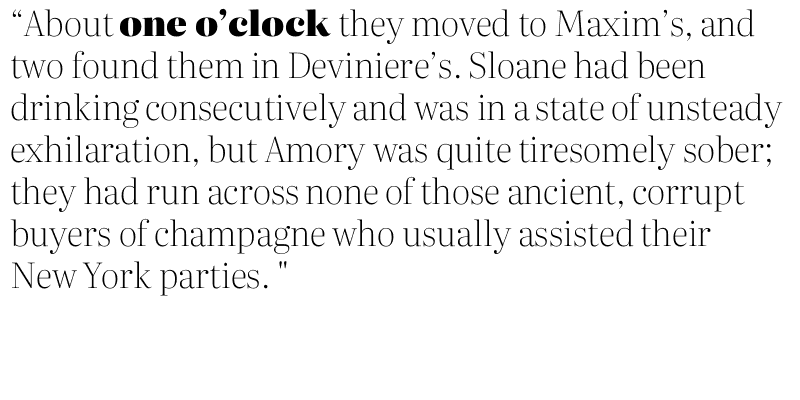 “About one o’clock they moved to Maxim’s, and
two found them in Deviniere’s. Sloane had been
drinking consecutively and was in a state of unsteady
exhilaration, but Amory was quite tiresomely sober;
they had run across none of those ancient, corrupt
buyers of champagne who usually assisted their
New York parties. "